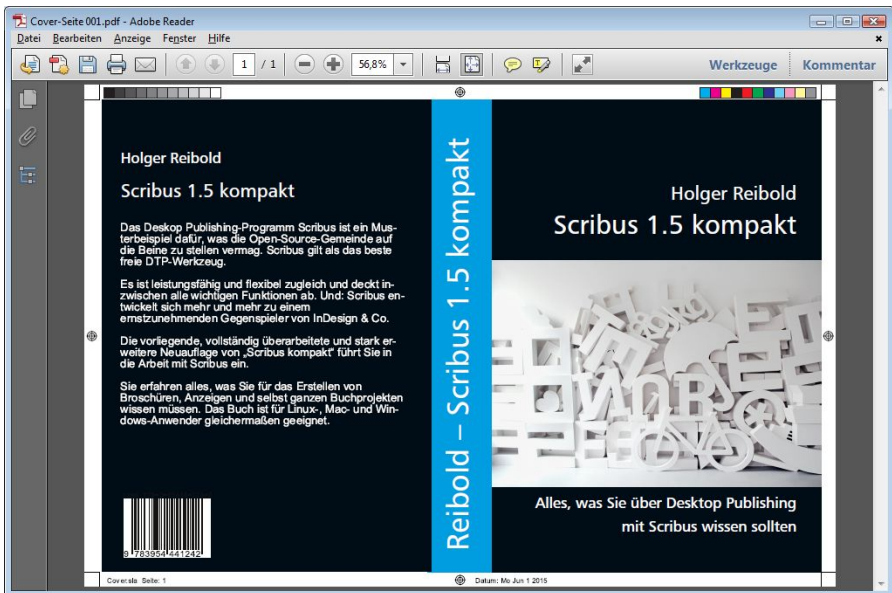 Cover-Seite 001.pdf - Adobe Reader
Datei Bearbeiten Anzeige Fenster Hilfe
1 / 1
56,8%
Werkzeuge Kommentar
Holger Reibold
Scribus 1.5 kompakt
Das Deskop Publishing-Programm Scribus ist ein Mus-
terbeispiel dafür, was die Open-Source-Gemeinde auf
die Beine zu stellen vermag. Scribus gilt als das beste
freie DTP-Werkzeug.
Es ist leistungsfähig und flexibel zugleich und deckt in-
zwischen alle wichtigen Funktionen ab. Und: Scribus en-
twickelt sich mehr und mehr zu einem
ernstzunehmenden Gegenspieler von InDesign & Co.
Die vorliegende, vollständig überarbeitete und stark er-
weitere Neuauflage von „Scribus kompakt“ führt Sie in
die Arbeit mit Scribus ein.
Sie erfahren alles, was Sie für das Erstellen von
Broschüren, Anzeigen und selbst ganzen Buchprojekten
wissen müssen. Das Buch ist für Linux-, Mac- und Win-
dows-Anwender gleichermaßen geeignet.
9 783954 441242
Reibold – Scribus 1.5 kompakt
Holger Reibold
Scribus 1.5 kompakt
Alles, was Sie über Desktop Publishing
mit Scribus wissen sollten
Cover.sla Seite: 1
Datum: Mo Jun 1 2015